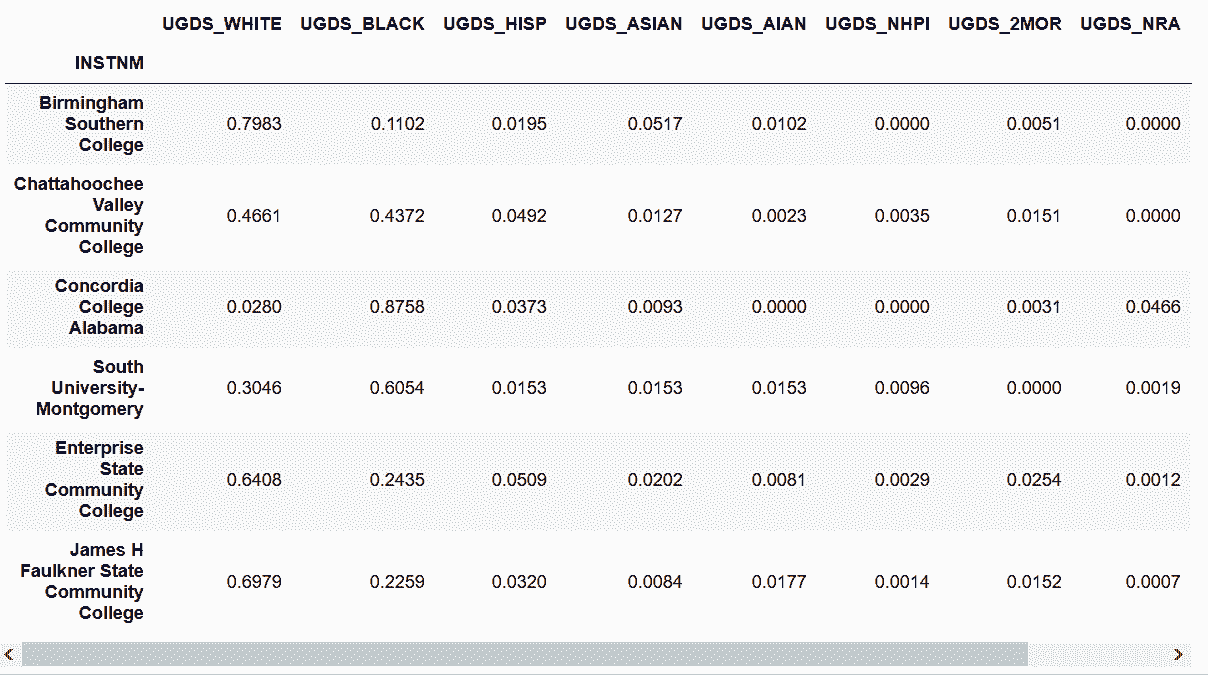 UGDS_WHITE UGDS_BLACK UGDS_HISP UGDS_ASIAN UGDS_AIAN UGDS_NHPI UGDS_2MOR UGDS_NRA
INSTNM
Birmingham
Southern
College
0.7983 0.1102 0.0195 0.0517 0.0102 0.0000 0.0051 0.0000
Chattahoochee
Valley
Community
College
0.4661 0.4372 0.0492 0.0127 0.0023 0.0035 0.0151 0.0000
Concordia
College
Alabama
0.0280 0.8758 0.0373 0.0093 0.0000 0.0000 0.0031 0.0466
South
University-
Montgomery
0.3046 0.6054 0.0153 0.0153 0.0153 0.0096 0.0000 0.0019
Enterprise
State
Community
College
0.6408 0.2435 0.0509 0.0202 0.0081 0.0029 0.0254 0.0012
James H
Faulkner State
Community
College
0.6979 0.2259 0.0320 0.0084 0.0177 0.0014 0.0152 0.0007